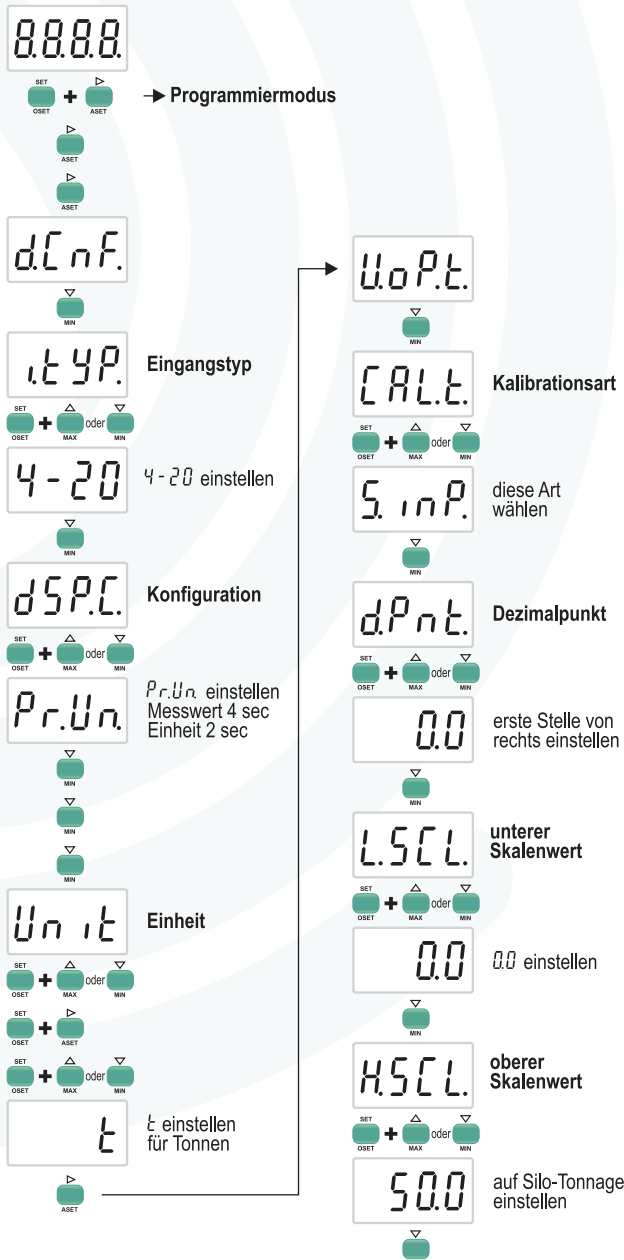 8.8.8.8.
SET
OSET
+
ASET
Programmiermodus
ASET
ASET
d.CnF.
MIN
i.tYP.
Eingangstyp
SET
OSET
+
MAX
oder
MIN
4-20
4-20 einstellen
MIN
dSP.C.
Konfiguration
SET
OSET
+
MAX
oder
MIN
Pr.Un.
Pr.Un. einstellen
Messwert 4 sec
Einheit 2 sec
MIN
MIN
MIN
Unit
Einheit
SET
OSET
+
MAX
oder
MIN
SET
OSET
+
ASET
SET
OSET
+
MAX
oder
MIN
t
t einstellen
für Tonnen
ASET
U.oP.t.
MIN
CAL.t.
Kalibrationsart
SET
OSET
+
MAX
oder
MIN
S.inP.
diese Art
wählen
MIN
d.Pnt.
Dezimalpunkt
SET
OSET
+
MAX
oder
MIN
0.0
erste Stelle von
rechts einstellen
MIN
L.SCL.
unterer
Skalenwert
SET
OSET
+
MAX
oder
MIN
0.0
0.0 einstellen
MIN
H.SCL.
oberer
Skalenwert
SET
OSET
+
MAX
oder
MIN
50.0
auf Silo-Tonnage
einstellen